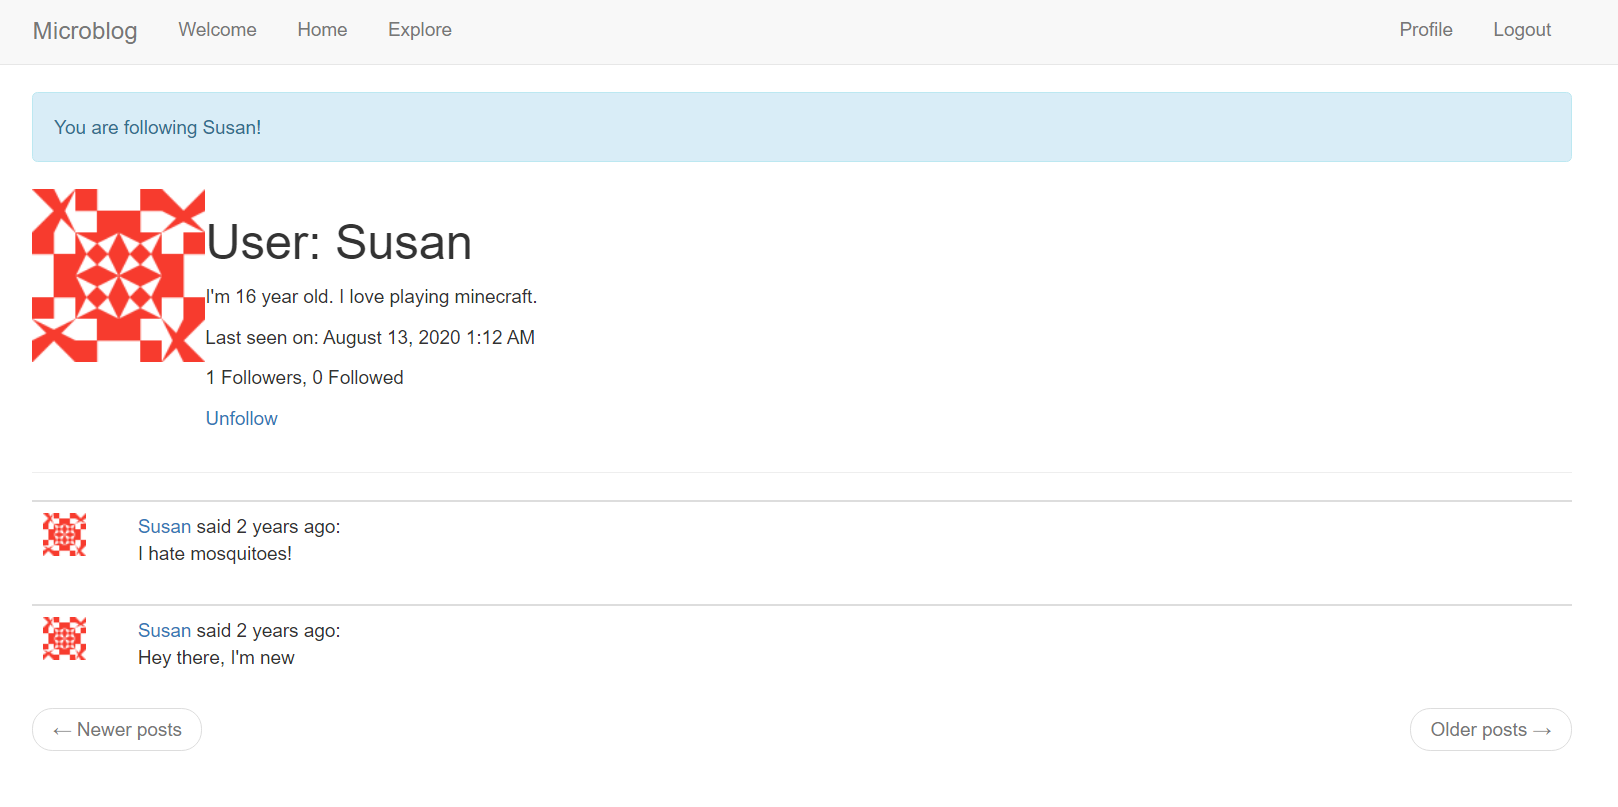 Microblog Welcome Home Explore Profile Logout
You are following Susan!
User: Susan
I'm 16 year old. I love playing minecraft.
Last seen on: August 13, 2020 1:12 AM
1 Followers, 0 Followed
Unfollow
Susan said 2 years ago:
I hate mosquitoes!
Susan said 2 years ago:
Hey there, I'm new
← Newer posts Older posts →